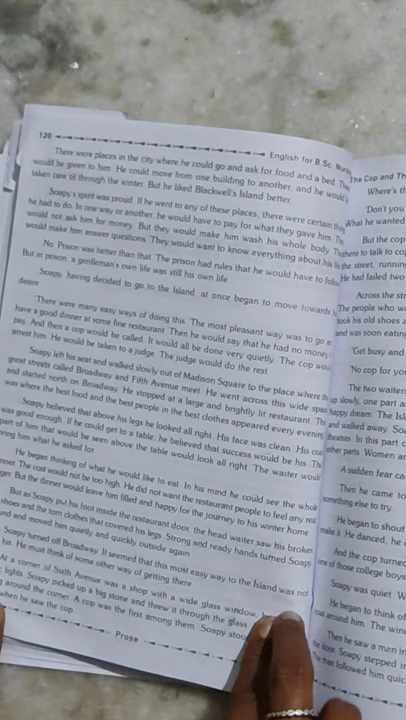 120
English for B.Sc. Nursing
There were places in the city where he could go and ask for food and a bed. These
would be given to him. He could move from one building to another, and he would be
taken care of through the winter. But he liked Blackwell's Island better.
Soapy's spirit was proud. If he went to any of these places, there were certain things
he had to do. In one way or another, he would have to pay for what they gave him. They
would not ask him for money. But they would make him wash his whole body. They
would make him answer questions. They would want to know everything about his life.
No. Prison was better than that. The prison had rules that he would have to follow.
But in prison, a gentleman's own life was still his own life.
Soapy, having decided to go to the Island, at once began to move towards his
desire
There were many easy ways of doing this. The most pleasant way was to go and
have a good dinner at some fine restaurant. Then he would say that he had no money to
pay. And then a cop would be called. It would all be done very quietly. The cop would
arrest him. He would be taken to a judge. The judge would do the rest.
Soapy left his seat and walked slowly out of Madison Square to the place where the
great streets called Broadway and Fifth Avenue meet. He went across this wide space
and started north on Broadway. He stopped at a large and brightly lit restaurant. This
was where the best food and the best people in the best clothes appeared every evening.
Soapy believed that above his legs he looked all right. His face was clean. His coat
was good enough. If he could get to a table, he believed that success would be his. The
part of him that would be seen above the table would look all right. The waiter would
bring him what he asked for.
He began thinking of what he would like to eat. In his mind he could see the whole
dinner. The cost would not be too high. He did not want the restaurant people to feel any real
anger. But the dinner would leave him filled and happy for the journey to his winter home.
But as Soapy put his foot inside the restaurant door, the head waiter saw his broken
shoes and the torn clothes that covered his legs. Strong and ready hands turned Soapy
around and moved him quietly and quickly outside again.
Soapy turned off Broadway. It seemed that this most easy way to the Island was not
his. He must think of some other way of getting there.
At a corner of Sixth Avenue was a shop with a wide glass window,
lights. Soapy picked up a big stone and threw it through the glass.
around the corner. A cop was the first among them. Soapy stood
when he saw the cop.
Prose
The Cop and Th
Where's th
'Don't you
What he wanted
But the cop
there to talk to cop
the street, running
He had failed two
Across the str
The people who w
took his old shoes a
and was soon eating
'Get busy and
'No cop for yo
The two waiters
up slowly, one part a
happy dream. The Isl
and walked away. So
theatres. In this part o
other parts. Women an
A sudden fear ca
Then he came to
something else to try.
He began to shout
make it. He danced, he c
And the cop turned
one of those college boys
Soapy was quiet. W
He began to think of
coat around him. The wind
Then he saw a man in
the door. Soapy stepped in
The man followed him quic